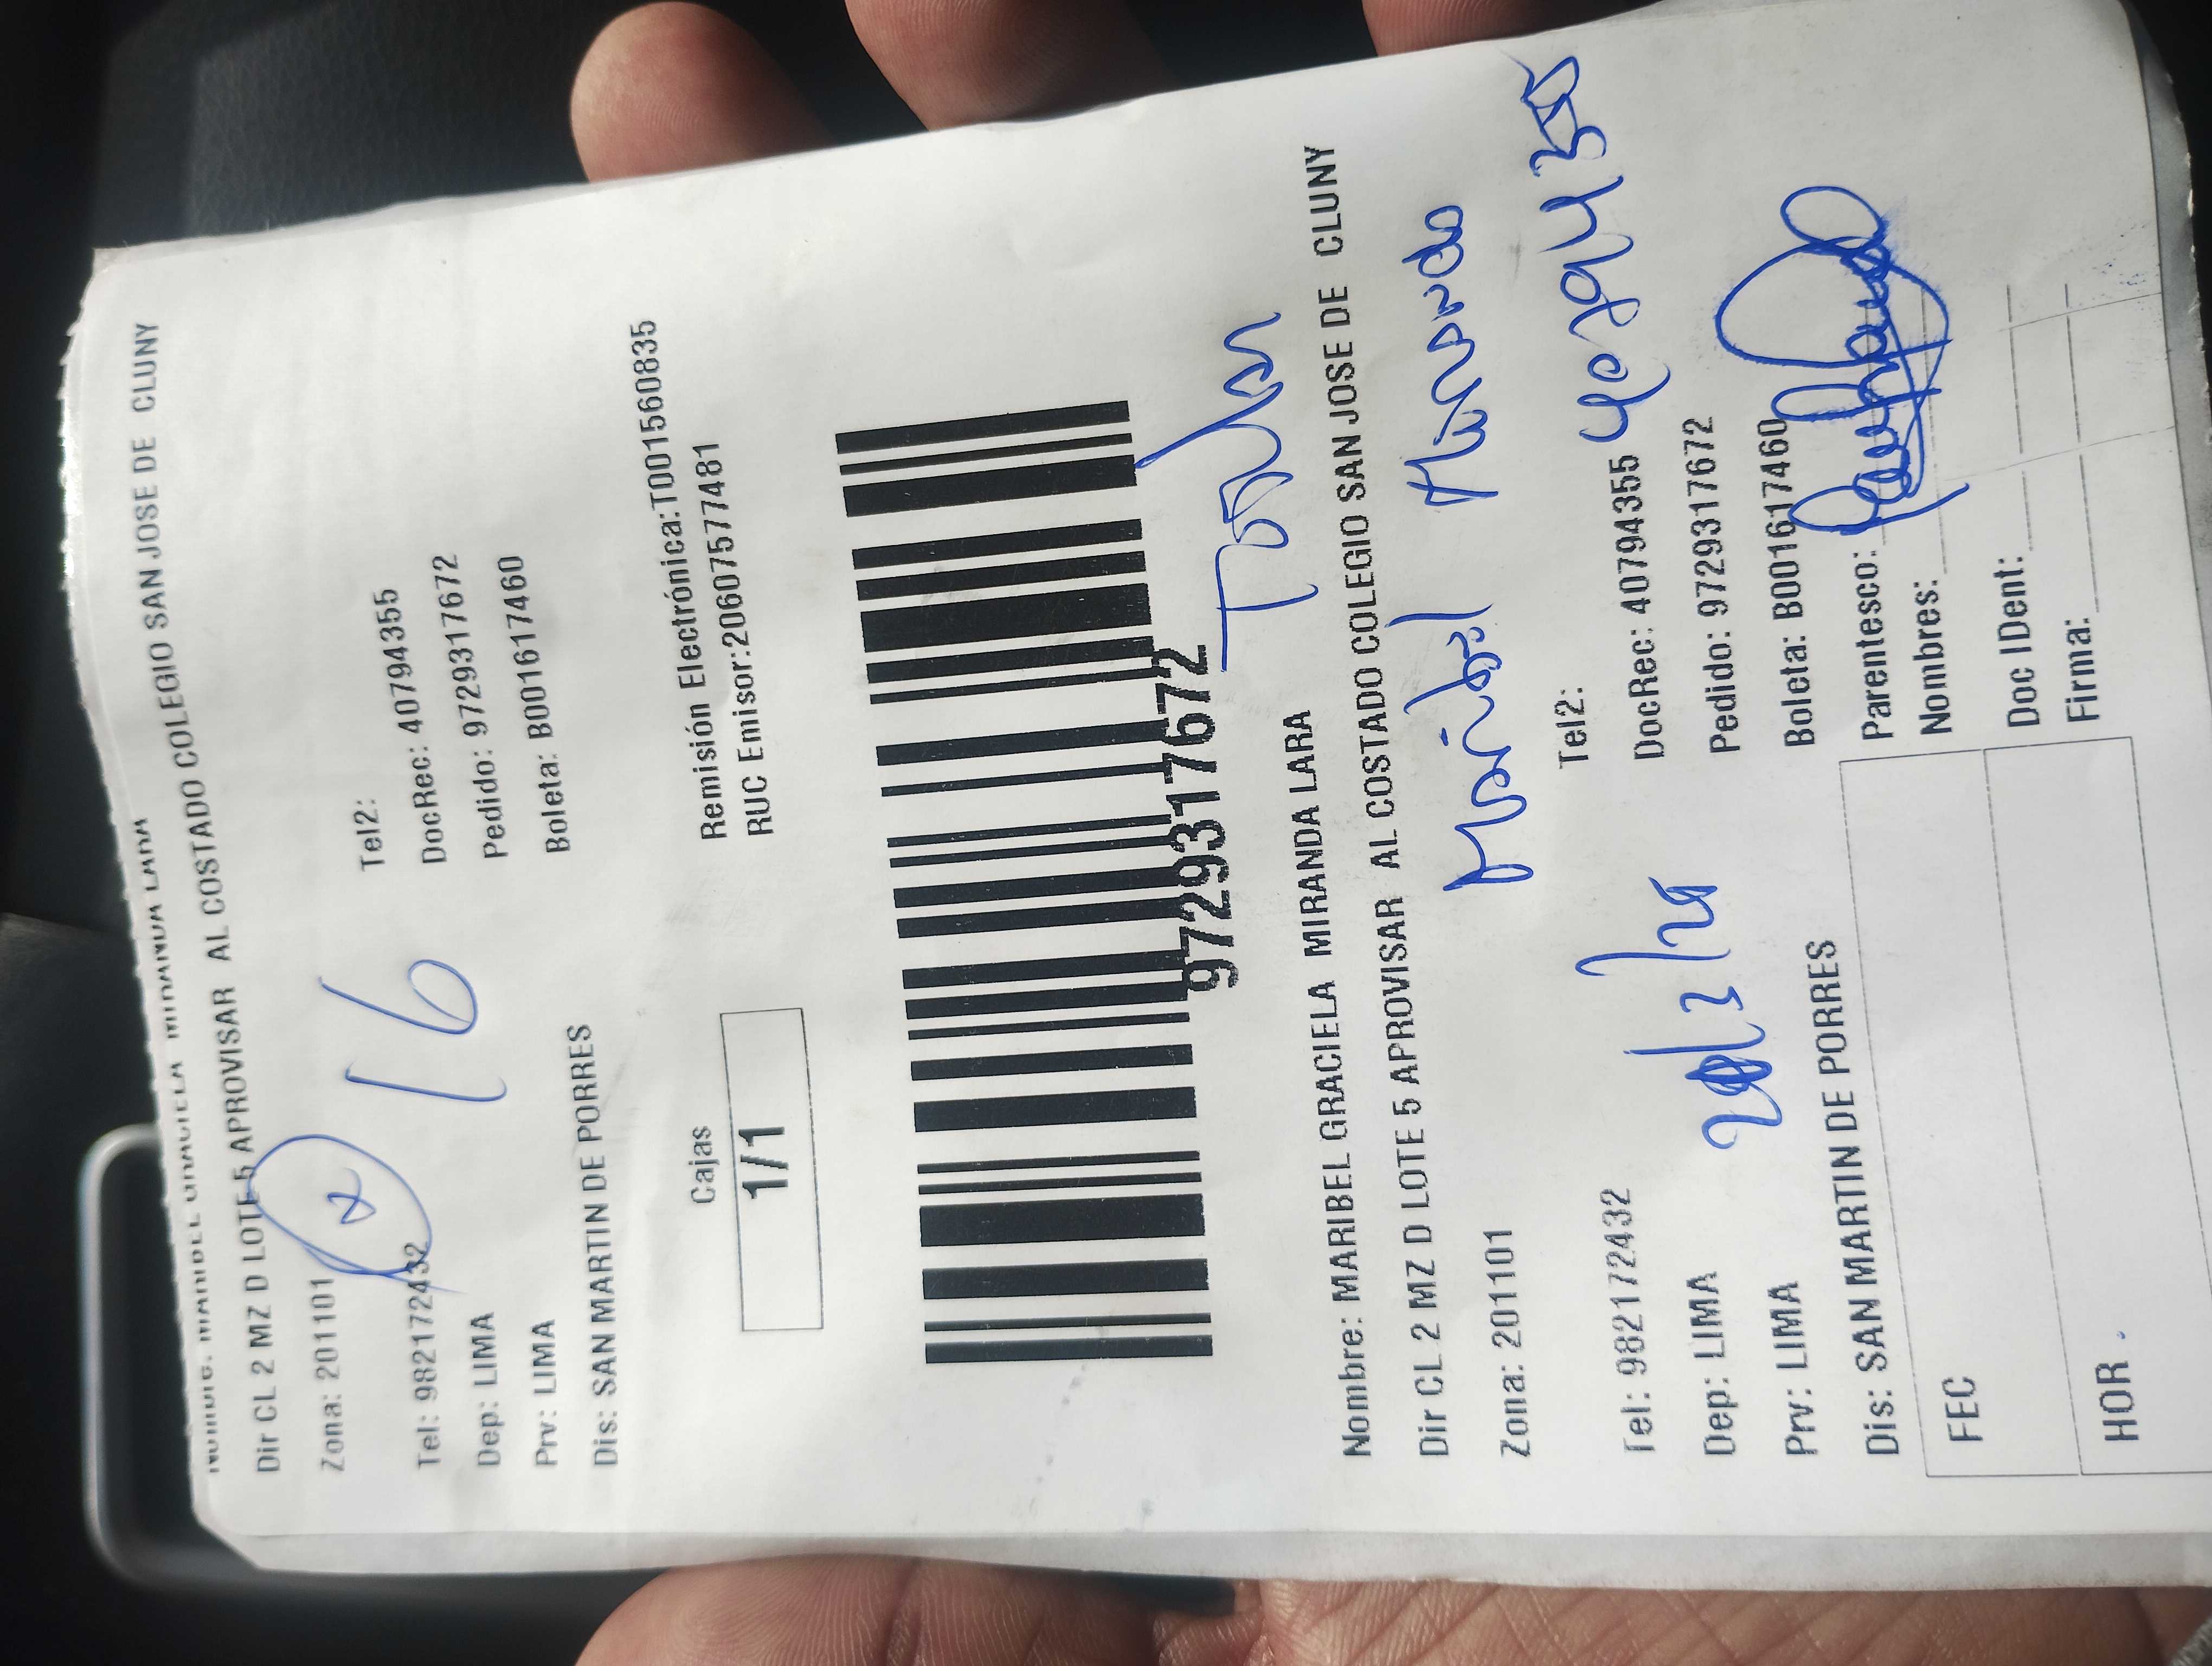 Dir CL 2 MZ D LOTE 5 APROVISAR AL COSTADO COLEGIO SAN JOSE DE CLUNY
Zona: 201101
16
Tel: 982172432 Tel2:
Dep: LIMA DocRec: 40794355
Prv: LIMA Pedido: 9729317672
Dis: SAN MARTIN DE PORRES Boleta: B001617460
Cajas
1/1
Remisión Electrónica:T001560835
RUC Emisor:20607577481
9729317672
Nombre: MARIBEL GRACIELA MIRANDA LARA
Dir CL 2 MZ D LOTE 5 APROVISAR AL COSTADO COLEGIO SAN JOSE DE CLUNY
Zona: 201101
Maribel Miranda
Tel: 982172432 Tel2:
Dep: LIMA DocRec: 40794355 40794355
Prv: LIMA Pedido: 9729317672
Dis: SAN MARTIN DE PORRES Boleta: B001617460
FEC Parentesco:
Nombres:
HOR. Doc IDent:
Firma: